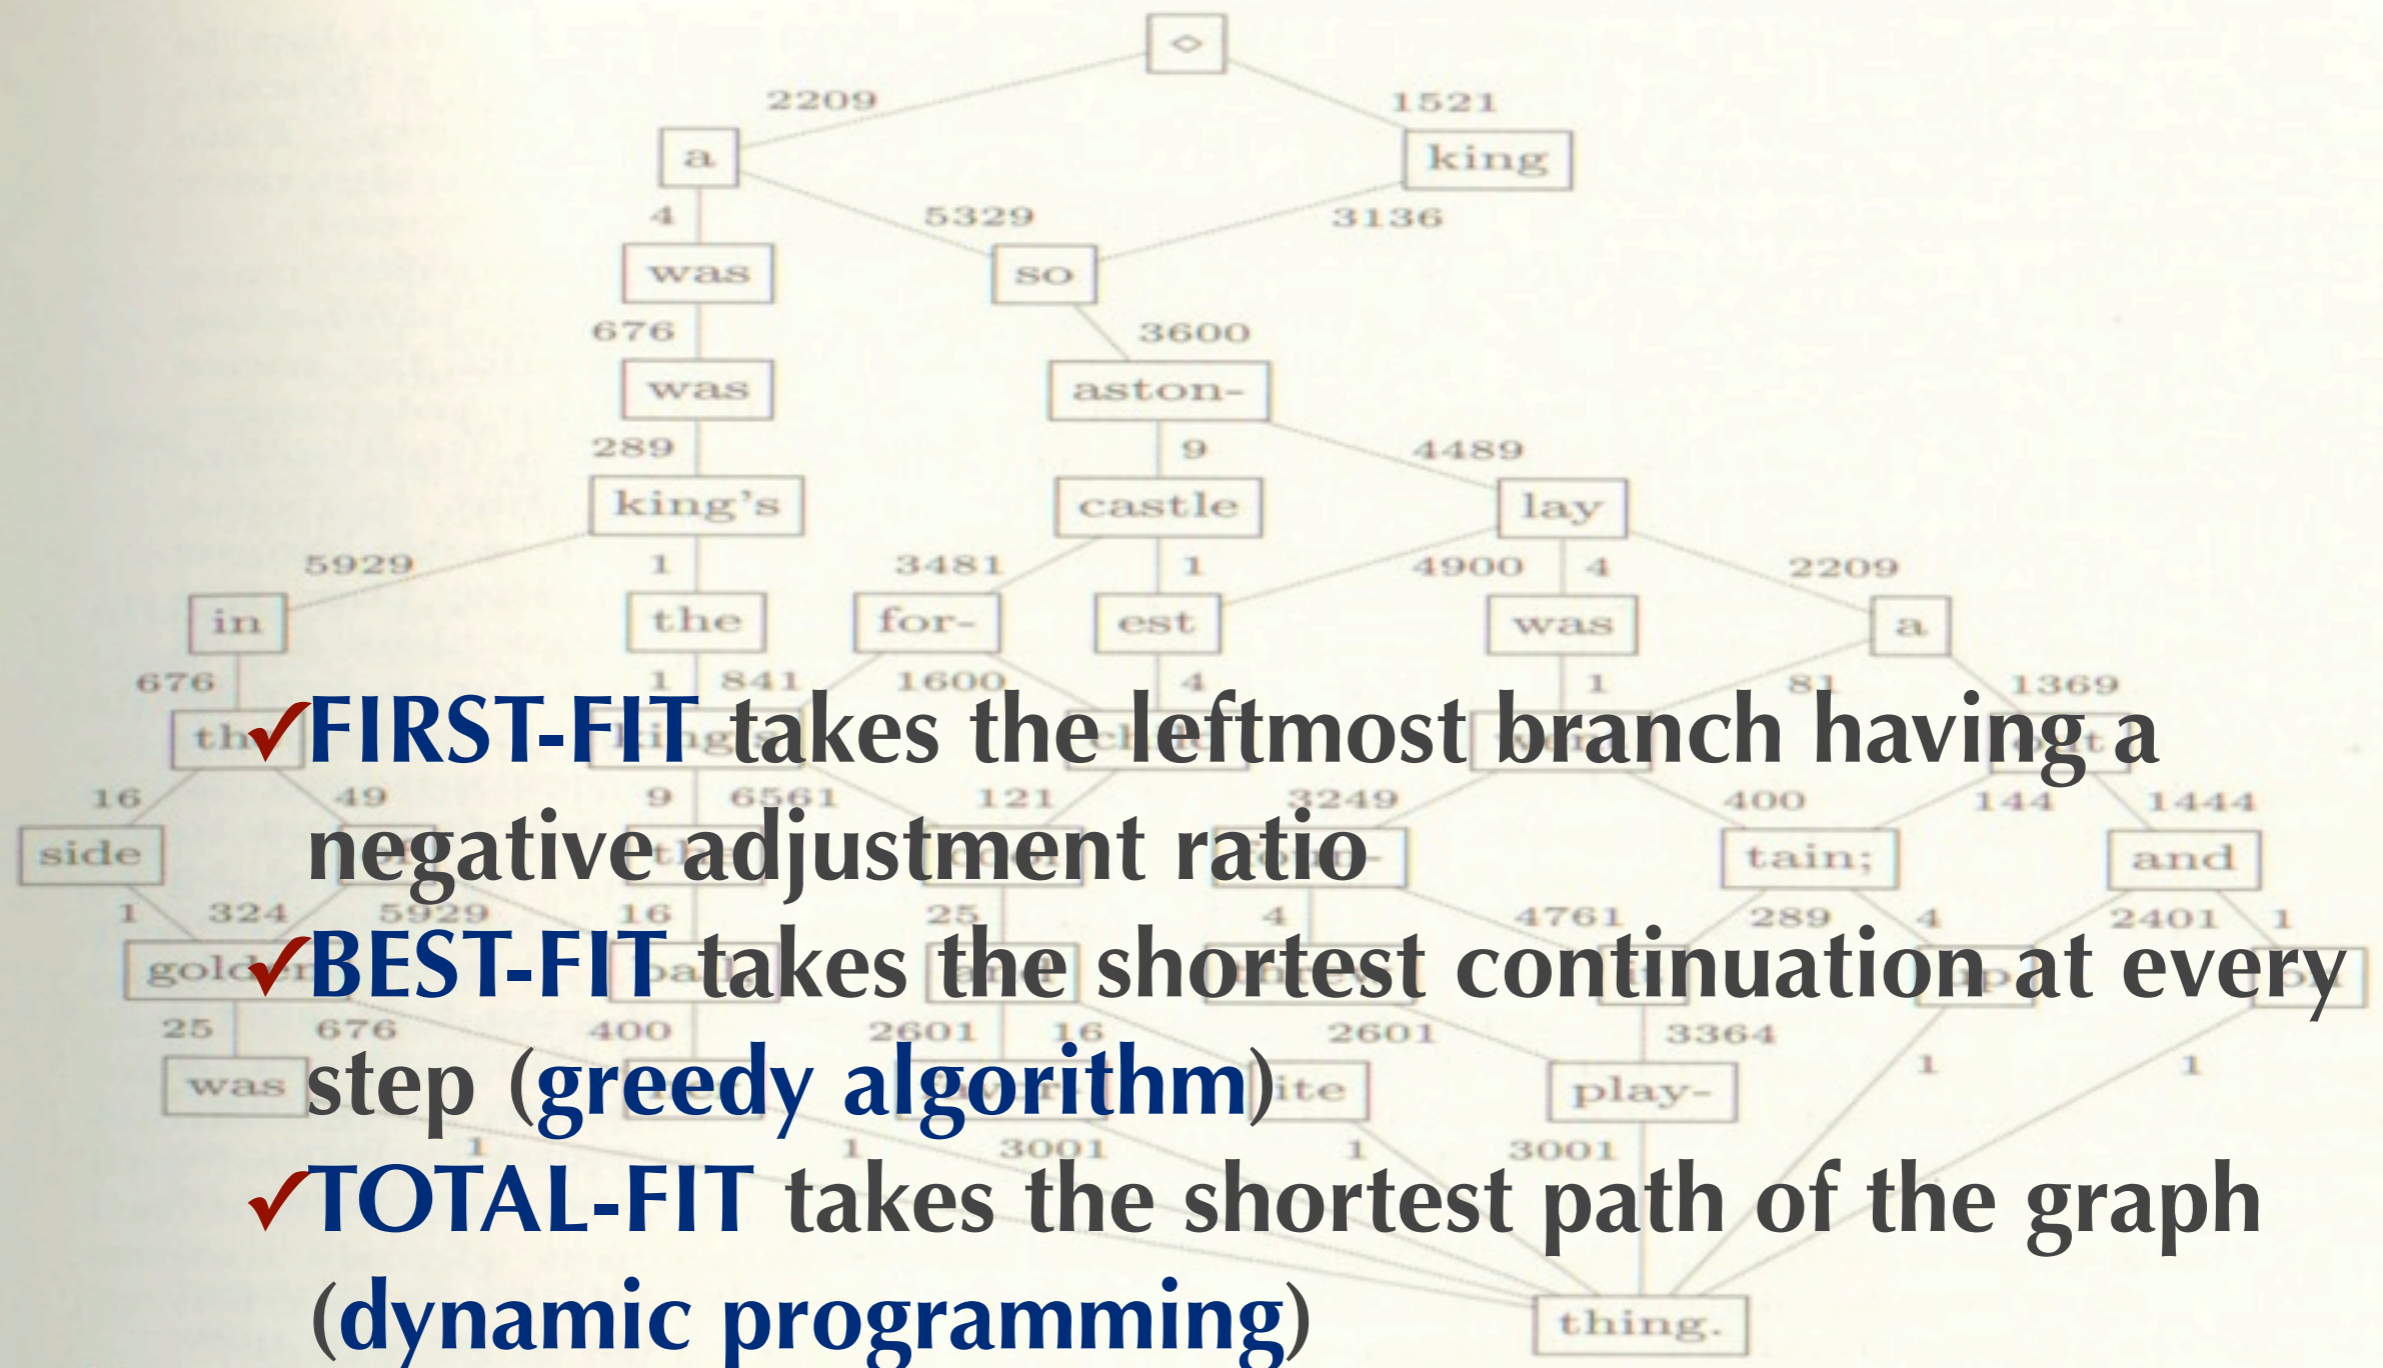 ◇
2209 1521
a king
4 5329 3136
was so
676 3600
was aston-
289 9 4489
king's castle lay
5929 1 3481 1 4900 4 2209
in the for- est was a
676 1 841 1600 4 1 81 1369
✓FIRST-FIT takes the leftmost branch having a
king's out
16 49 9 6561 121 3249 400 144 1444
negative adjustment ratio
side tain; and
1 324 5929 16 25 4 4761 289 4 2401 1
✓BEST-FIT takes the shortest continuation at every
golden
25 676 400 2601 16 2601 3364 1 1
step (greedy algorithm)
was ite play-
1 1 3001 1 3001
✓TOTAL-FIT takes the shortest path of the graph
(dynamic programming)
thing.